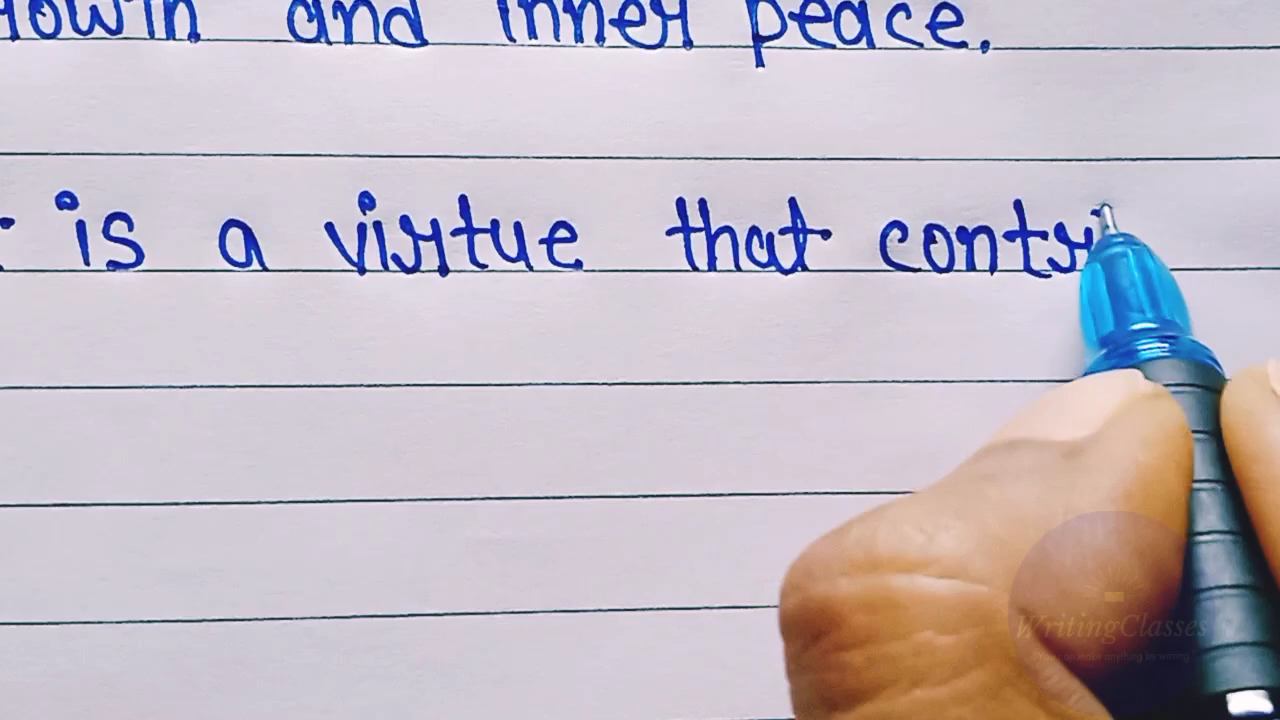 and inner peace.
is a virtue that contr
WritingClasses